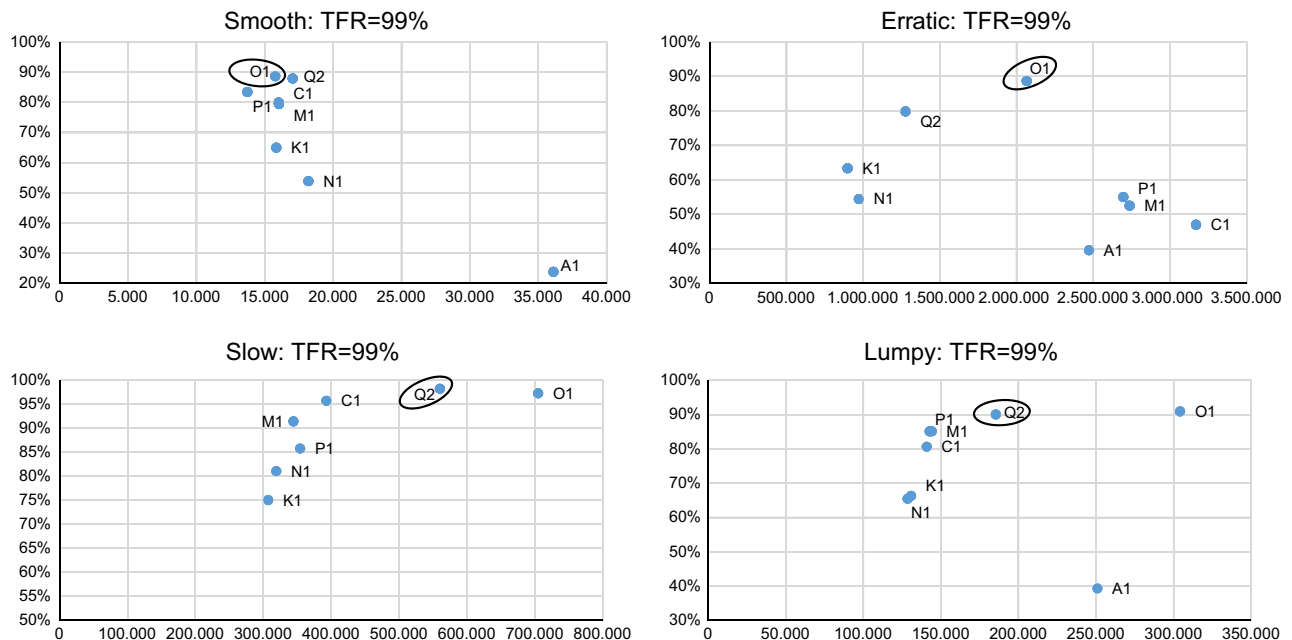 Smooth: TFR=99%
100%
90%
80%
70%
60%
50%
40%
30%
20%
O1
Q2
P1
C1
M1
K1
N1
A1
0 5.000 10.000 15.000 20.000 25.000 30.000 35.000 40.000
Erratic: TFR=99%
100%
90%
80%
70%
60%
50%
40%
30%
O1
Q2
K1
N1
P1
M1
C1
A1
0 500.000 1.000.000 1.500.000 2.000.000 2.500.000 3.000.000 3.500.000
Slow: TFR=99%
100%
95%
90%
85%
80%
75%
70%
65%
60%
55%
50%
Q2
O1
C1
M1
P1
N1
K1
0 100.000 200.000 300.000 400.000 500.000 600.000 700.000 800.000
Lumpy: TFR=99%
100%
90%
80%
70%
60%
50%
40%
30%
Q2
O1
P1
M1
C1
K1
N1
A1
0 50.000 100.000 150.000 200.000 250.000 300.000 350.000